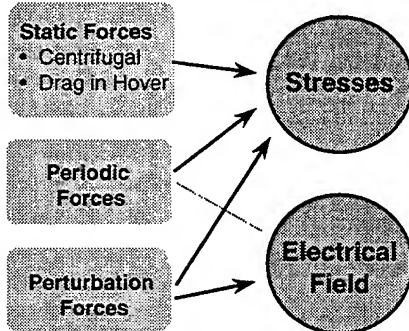 Static Forces
• Centrifugal
• Drag in Hover
Stresses
Periodic
Forces
Electrical
Field
Perturbation
Forces